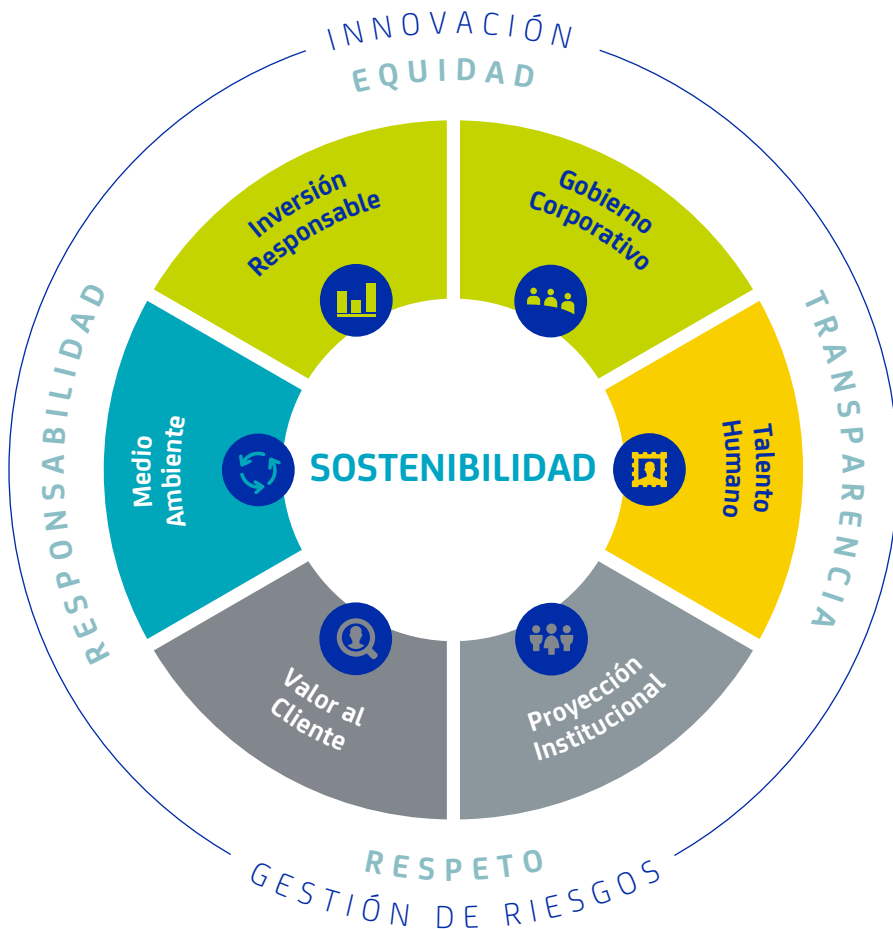 INNOVACIÓN
EQUIDAD
Inversión
Responsable
Gobierno
Corporativo
RESPONSABILIDAD
TRANSPARENCIA
Medio
Ambiente
SOSTENIBILIDAD
Talento
Humano
Valor al
Cliente
Proyección
Institucional
RESPETO
GESTIÓN DE RIESGOS